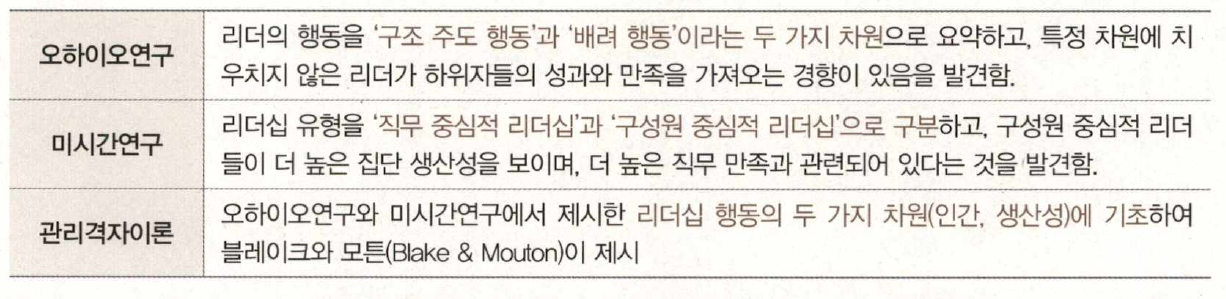 오하이오연구
리더의 행동을 '구조 주도 행동'과 '배려 행동'이라는 두 가지 차원으로 요약하고, 특정 차원에 치
우치지 않은 리더가 하위자들의 성과와 만족을 가져오는 경향이 있음을 발견함.
미시간연구
리더십 유형을 '직무 중심적 리더십'과 '구성원 중심적 리더십'으로 구분하고, 구성원 중심적 리더
들이 더 높은 집단 생산성을 보이며, 더 높은 직무 만족과 관련되어 있다는 것을 발견함.
관리격자이론
오하이오연구와 미시간연구에서 제시한 리더십 행동의 두 가지 차원(인간, 생산성)에 기초하여
블레이크와 모튼(Blake & Mouton)이 제시